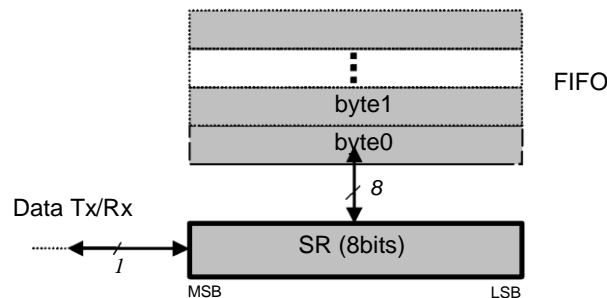 FIFO
byte1
byte0
8
Data Tx/Rx
1
SR (8bits)
MSB
LSB